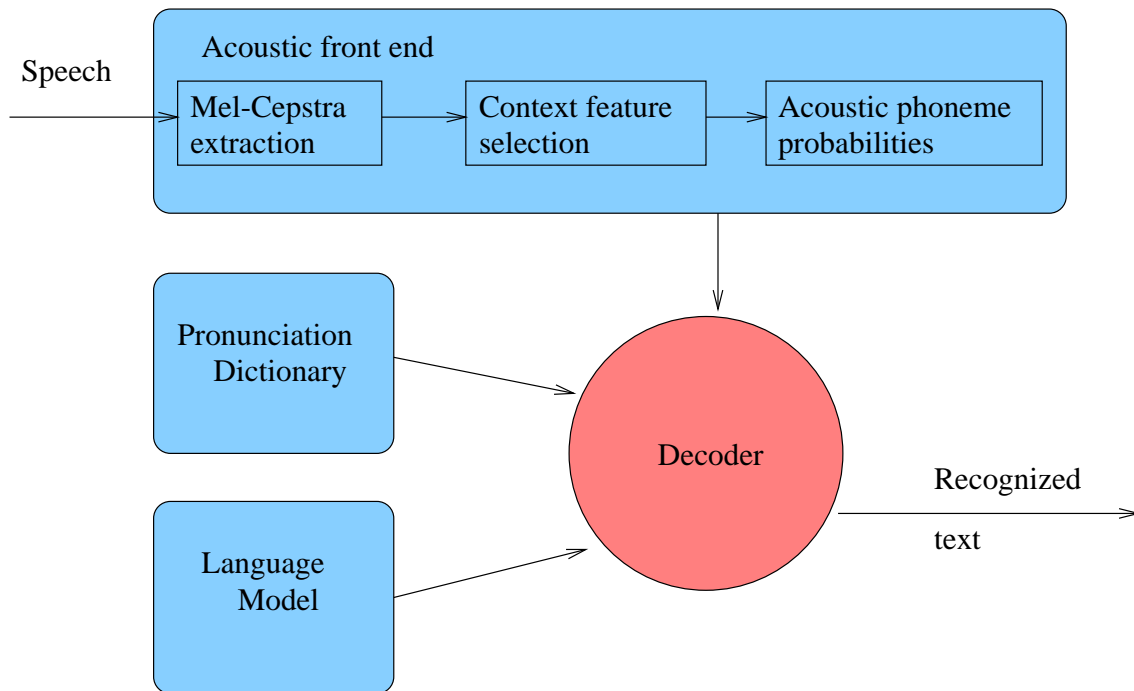 Acoustic front end
Speech
Mel-Cepstra
extraction
Context feature
selection
Acoustic phoneme
probabilities
Pronunciation
Dictionary
Decoder
Language
Model
Recognized
text